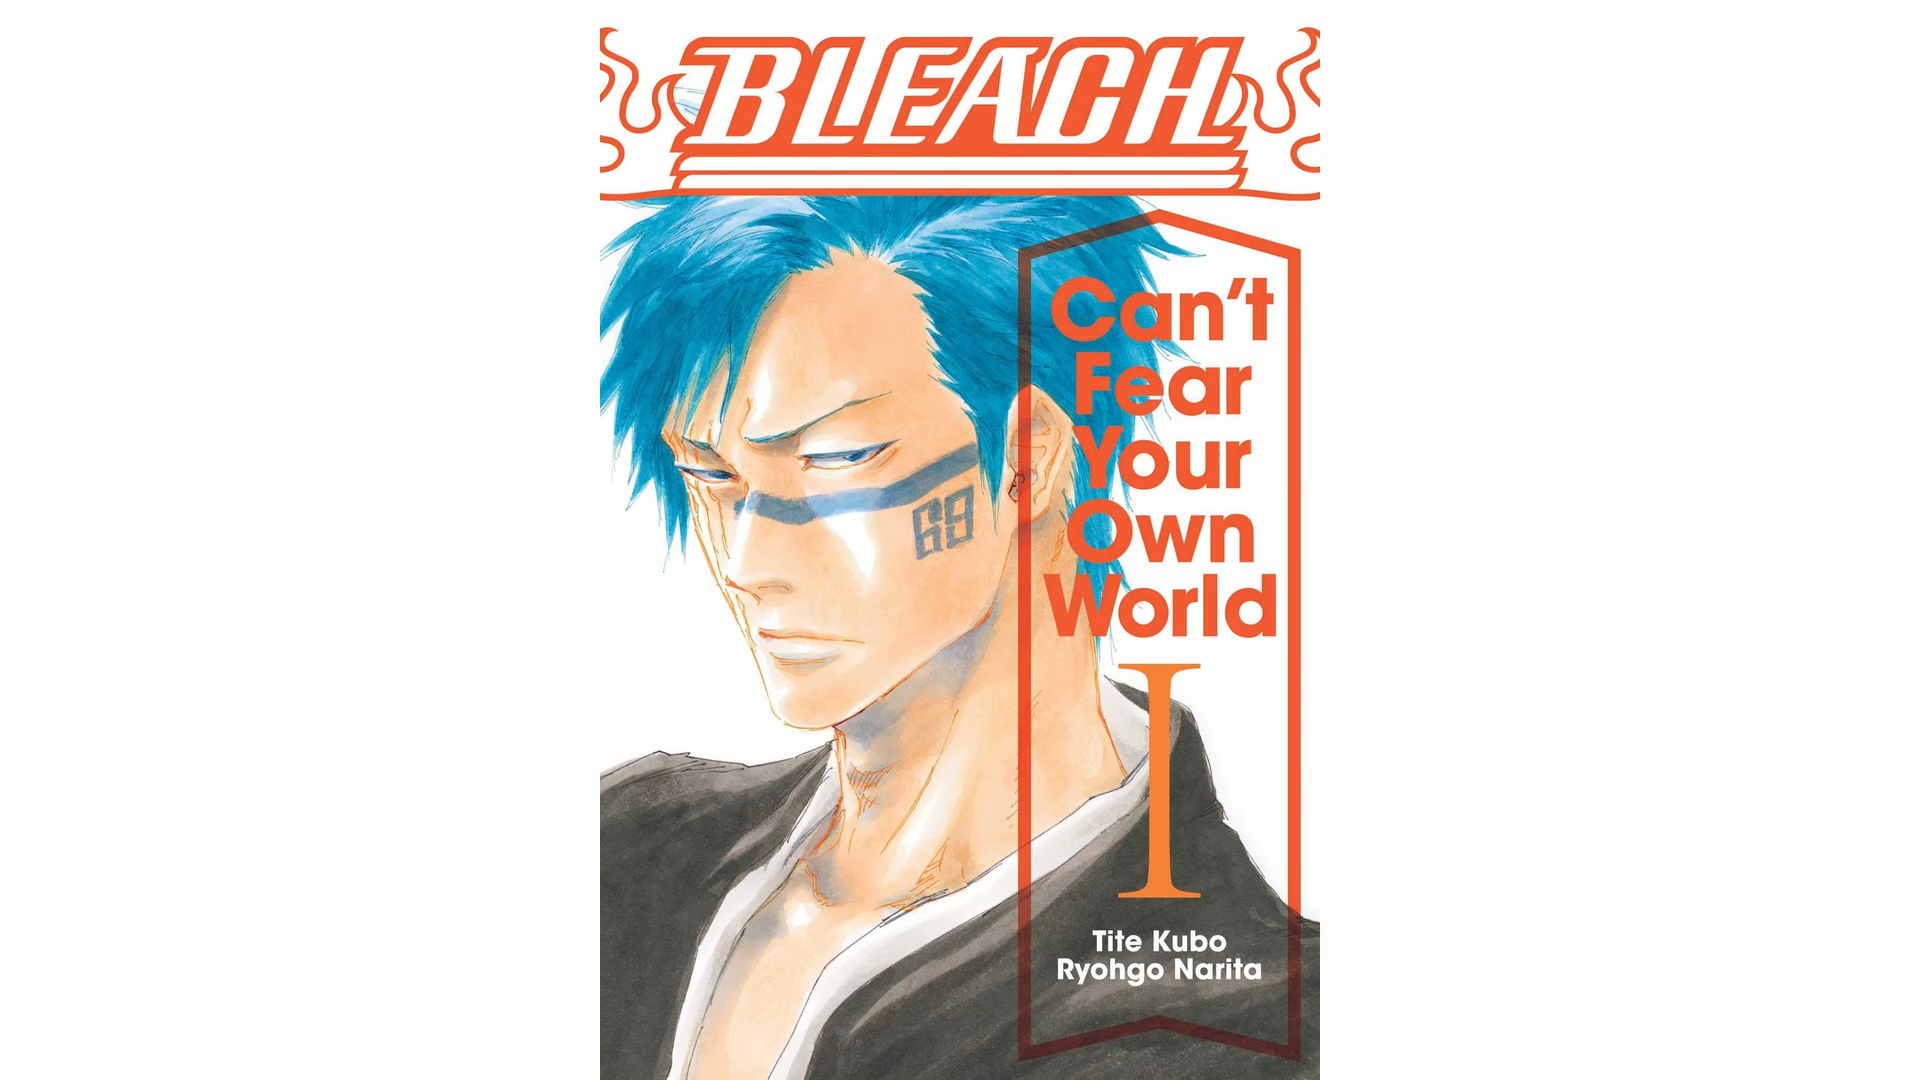 BLEACH
Can't
Fear
Your
Own
World
I
69
Tite Kubo
Ryohgo Narita